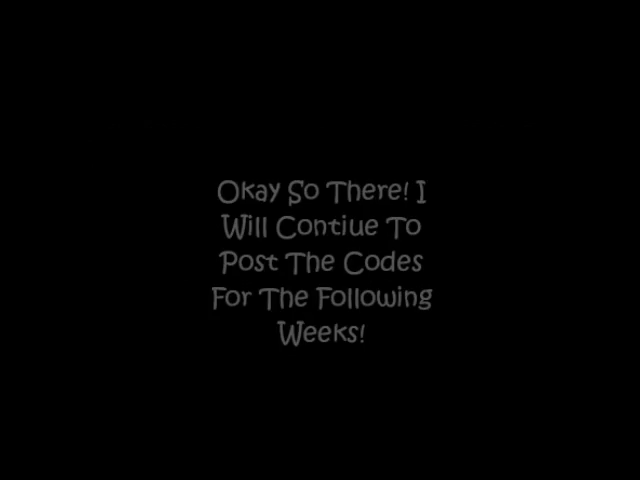 Okay So There! I
Will Contiue To
Post The Codes
For The Following
Weeks!